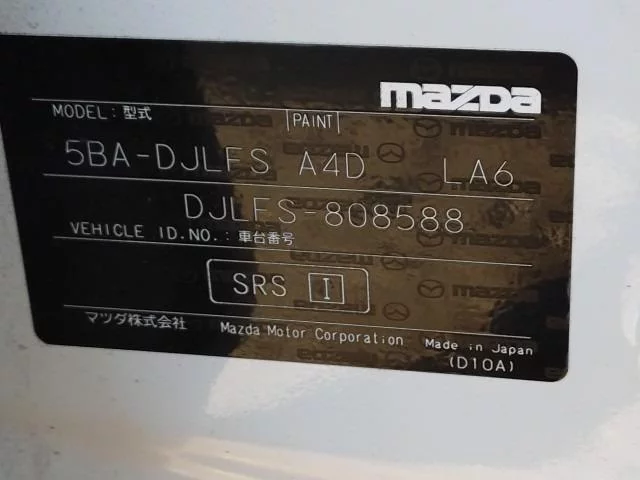 mazda
MODEL: 型式 PAINT
5BA-DJLFS A4D LA6
DJLFS-808588
VEHICLE ID.NO.: 車台番号
SRS I
マツダ株式会社 Mazda Motor Corporation Made in Japan
(D10A)